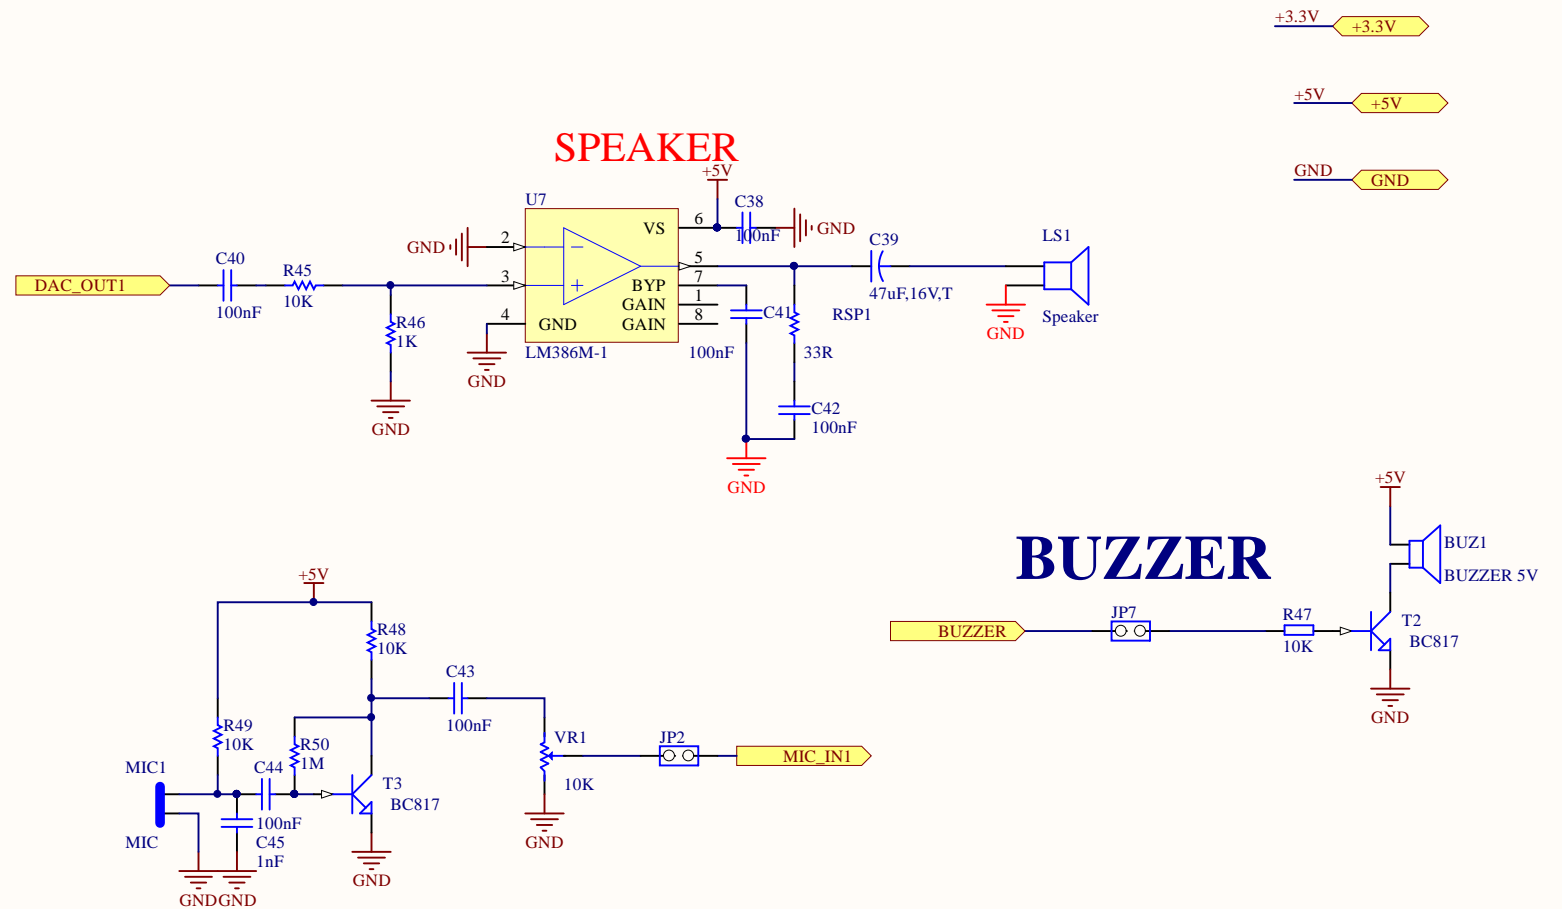 +3.3V
+3.3V
+5V
+5V
GND
GND
SPEAKER
+5V
U7
VS
6
C38
100nF
GND
GND
2
C40
DAC_OUT1
100nF
R45
10K
3
R46
1K
GND
4
GND
GND
LM386M-1
5
BYP
7
GAIN
1
GAIN
8
C41
100nF
RSP1
33R
C42
100nF
GND
C39
47uF,16V,T
LS1
Speaker
GND
BUZZER
+5V
BUZ1
BUZZER 5V
BUZZER
JP7
R47
10K
T2
BC817
GND
+5V
R48
10K
C43
100nF
R49
10K
R50
1M
MIC1
MIC
C44
100nF
C45
1nF
GND
GND
T3
BC817
GND
VR1
10K
GND
JP2
MIC_IN1